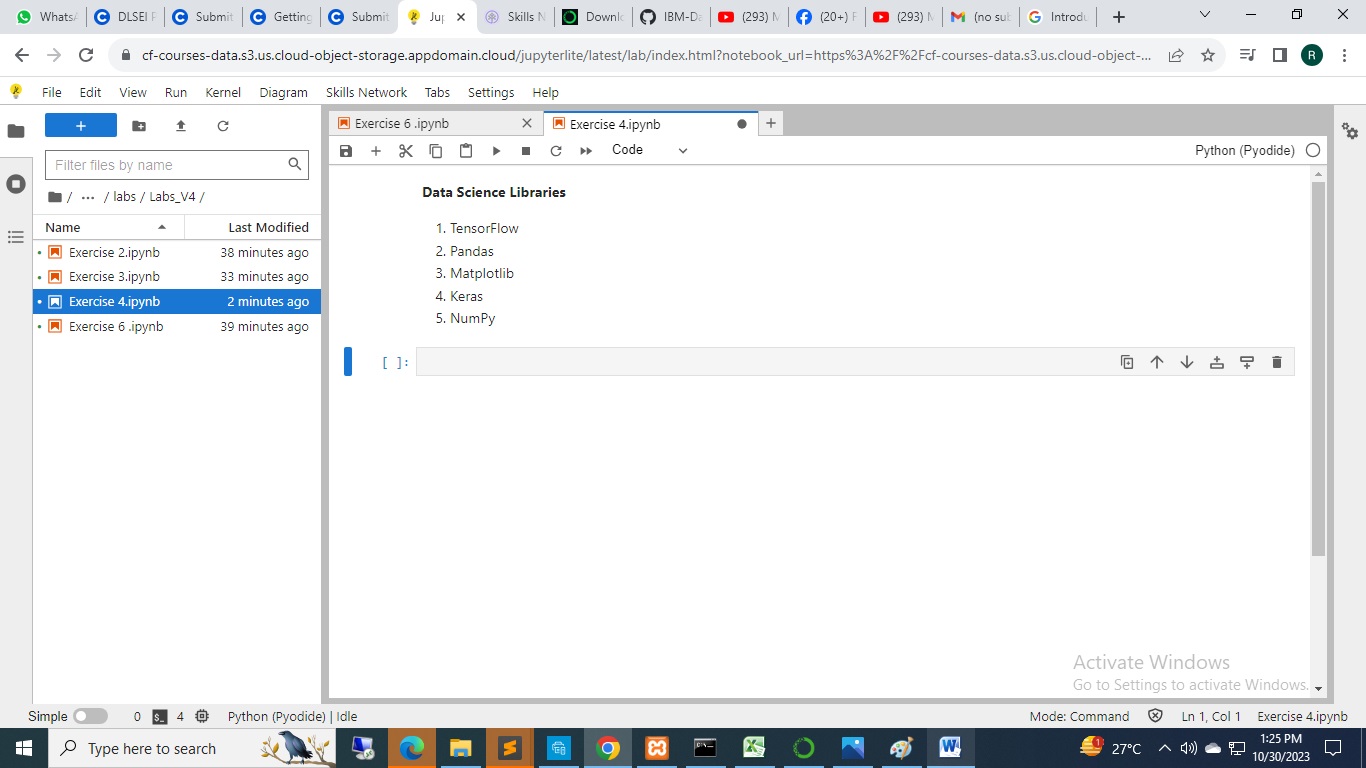 WhatsA
DLSEI P
Submit
Getting
Submit
Jup
Skills N
Downlo
IBM-Da
(293) M
(20+) F
(293) M
(no sub
Introdu
cf-courses-data.s3.us.cloud-object-storage.appdomain.cloud/jupyterlite/latest/lab/index.html?notebook_url=https%3A%2F%2Fcf-courses-data.s3.us.cloud-object-...
R
File Edit View Run Kernel Diagram Skills Network Tabs Settings Help
Exercise 6 .ipynb
Exercise 4.ipynb
Code
Python (Pyodide)
Filter files by name
/ ... / labs / Labs_V4 /
Name Last Modified
Exercise 2.ipynb 38 minutes ago
Exercise 3.ipynb 33 minutes ago
Exercise 4.ipynb 2 minutes ago
Exercise 6 .ipynb 39 minutes ago
Data Science Libraries
1. TensorFlow
2. Pandas
3. Matplotlib
4. Keras
5. NumPy
[ ]:
Activate Windows
Go to Settings to activate Windows.
Simple 0 4 Python (Pyodide) | Idle Mode: Command Ln 1, Col 1 Exercise 4.ipynb
Type here to search
1
27°C
1:25 PM
10/30/2023